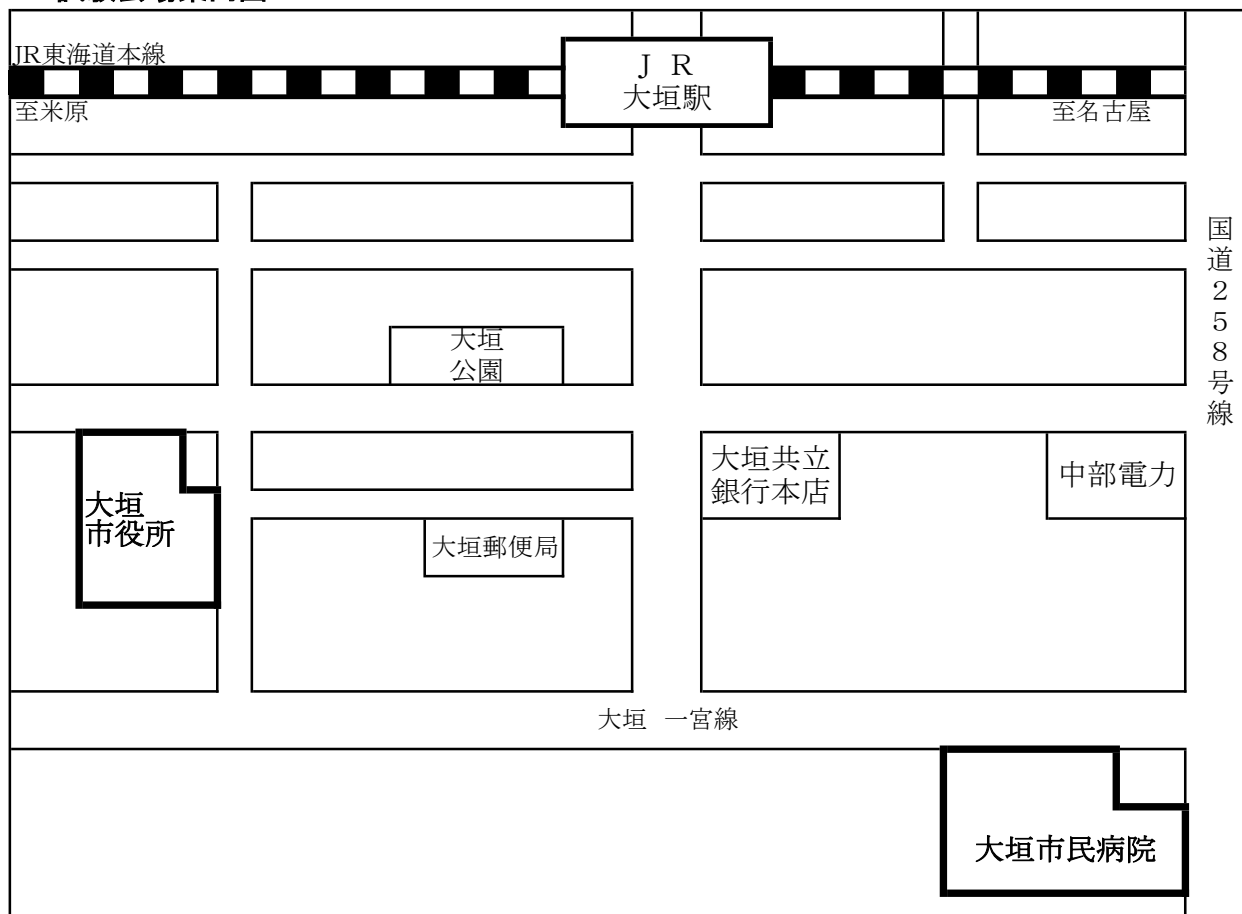 JR東海道本線
J R
大垣駅
至米原
至名古屋
国道258号線
大垣
公園
大垣共立
銀行本店
中部電力
大垣
市役所
大垣郵便局
大垣 一宮線
大垣市民病院